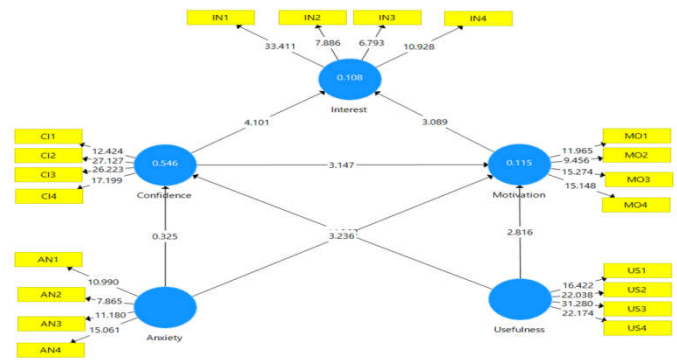 IN1
IN2
IN3
IN4
33.411
7.886
6.793
10.928
0.108
Interest
4.101
3.089
CI1
CI2
CI3
CI4
12.424
27.127
26.223
17.199
0.546
Confidence
3.147
0.115
Motivation
11.965
9.456
15.274
15.148
MO1
MO2
MO3
MO4
0.325
3.236
2.816
AN1
AN2
AN3
AN4
10.990
7.865
11.180
15.061
Anxiety
Usefulness
16.422
22.038
31.280
22.174
US1
US2
US3
US4